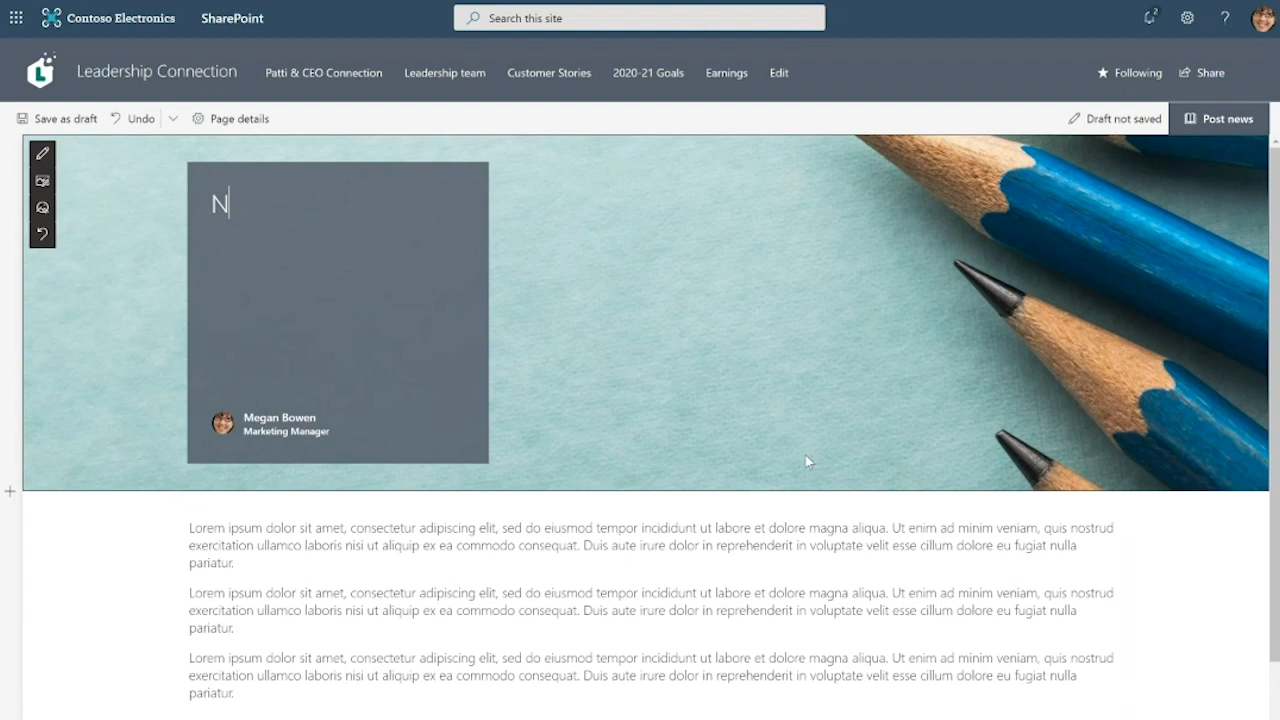 Contoso Electronics SharePoint Search this site 2
Leadership Connection Patti & CEO Connection Leadership team Customer Stories 2020-21 Goals Earnings Edit Following Share
Save as draft Undo Page details Draft not saved Post news
N
Megan Bowen
Marketing Manager
Lorem ipsum dolor sit amet, consectetur adipiscing elit, sed do eiusmod tempor incididunt ut labore et dolore magna aliqua. Ut enim ad minim veniam, quis nostrud
exercitation ullamco laboris nisi ut aliquip ex ea commodo consequat. Duis aute irure dolor in reprehenderit in voluptate velit esse cillum dolore eu fugiat nulla
pariatur.
Lorem ipsum dolor sit amet, consectetur adipiscing elit, sed do eiusmod tempor incididunt ut labore et dolore magna aliqua. Ut enim ad minim veniam, quis nostrud
exercitation ullamco laboris nisi ut aliquip ex ea commodo consequat. Duis aute irure dolor in reprehenderit in voluptate velit esse cillum dolore eu fugiat nulla
pariatur.
Lorem ipsum dolor sit amet, consectetur adipiscing elit, sed do eiusmod tempor incididunt ut labore et dolore magna aliqua. Ut enim ad minim veniam, quis nostrud
exercitation ullamco laboris nisi ut aliquip ex ea commodo consequat. Duis aute irure dolor in reprehenderit in voluptate velit esse cillum dolore eu fugiat nulla
pariatur.